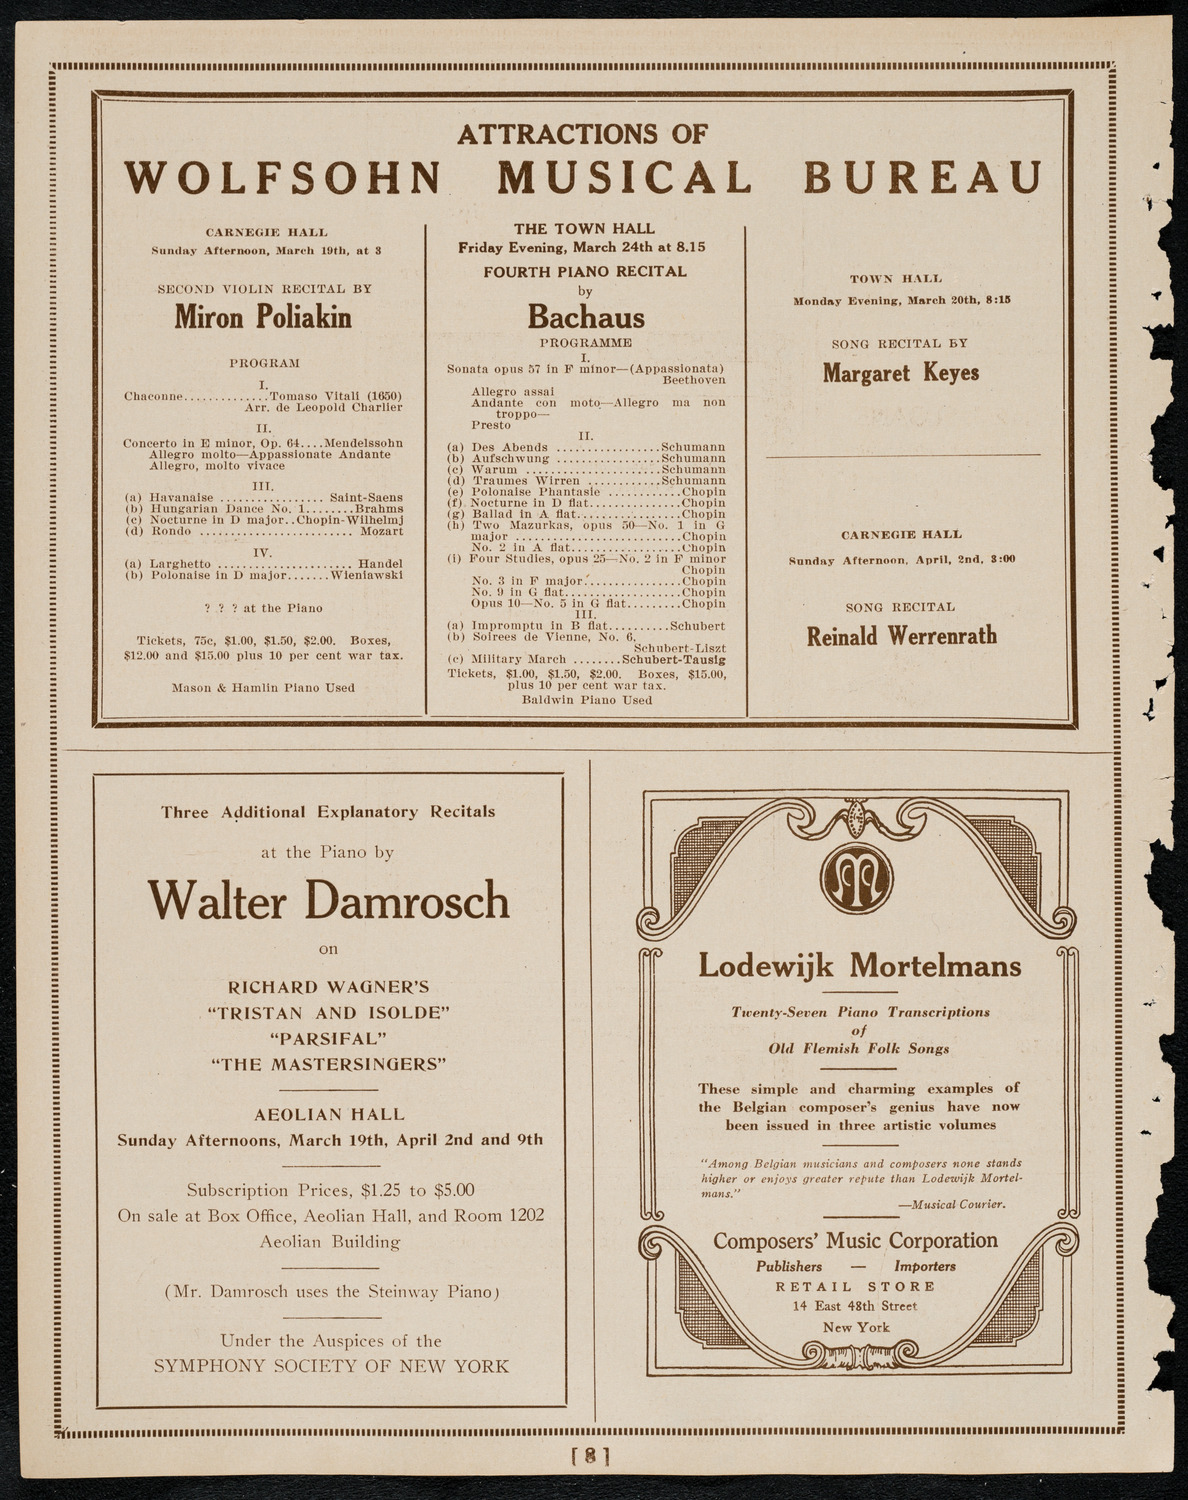 ATTRACTIONS OF
WOLFSOHN MUSICAL BUREAU
CARNEGIE HALL
Sunday Afternoon, March 19th, at 3
SECOND VIOLIN RECITAL BY
Miron Poliakin
PROGRAM
I.
Chaconne.............Tomaso Vitali (1650)
Arr. de Leopold Charlier
II.
Concerto in E minor, Op. 64....Mendelssohn
Allegro molto—Appassionate Andante
Allegro, molto vivace
III.
(a) Havanaise ................ Saint-Saens
(b) Hungarian Dance No. 1........Brahms
(c) Nocturne in D major..Chopin-Wilhelmj
(d) Rondo ....................... Mozart
IV.
(a) Larghetto .................... Handel
(b) Polonaise in D major.......Wieniawski
? ? ? at the Piano
Tickets, 75c, $1.00, $1.50, $2.00. Boxes,
$12.00 and $15.00 plus 10 per cent war tax.
Mason & Hamlin Piano Used
THE TOWN HALL
Friday Evening, March 24th at 8.15
FOURTH PIANO RECITAL
by
Bachaus
PROGRAMME
I.
Sonata opus 57 in F minor—(Appassionata)
Beethoven
Allegro assai
Andante con moto—Allegro ma non
troppo—
Presto
II.
(a) Des Abends ................Schumann
(b) Aufschwung ................Schumann
(c) Warum .....................Schumann
(d) Traumes Wirren ............Schumann
(e) Polonaise Phantasie ...........Chopin
(f) Nocturne in D flat..............Chopin
(g) Ballad in A flat................Chopin
(h) Two Mazurkas, opus 50—No. 1 in G
major .........................Chopin
No. 2 in A flat.................Chopin
(i) Four Studies, opus 25—No. 2 in F minor
Chopin
No. 3 in F major................Chopin
No. 9 in G flat..................Chopin
Opus 10—No. 5 in G flat.........Chopin
III.
(a) Impromptu in B flat..........Schubert
(b) Soirees de Vienne, No. 6,
Schubert-Liszt
(c) Military March ........Schubert-Tausig
Tickets, $1.00, $1.50, $2.00. Boxes, $15.00,
plus 10 per cent war tax.
Baldwin Piano Used
TOWN HALL
Monday Evening, March 20th, 8:15
SONG RECITAL BY
Margaret Keyes
CARNEGIE HALL
Sunday Afternoon, April, 2nd, 3:00
SONG RECITAL
Reinald Werrenrath
Three Additional Explanatory Recitals
at the Piano by
Walter Damrosch
on
RICHARD WAGNER'S
"TRISTAN AND ISOLDE"
"PARSIFAL"
"THE MASTERSINGERS"
AEOLIAN HALL
Sunday Afternoons, March 19th, April 2nd and 9th
Subscription Prices, $1.25 to $5.00
On sale at Box Office, Aeolian Hall, and Room 1202
Aeolian Building
(Mr. Damrosch uses the Steinway Piano)
Under the Auspices of the
SYMPHONY SOCIETY OF NEW YORK
Lodewijk Mortelmans
Twenty-Seven Piano Transcriptions
of
Old Flemish Folk Songs
These simple and charming examples of
the Belgian composer's genius have now
been issued in three artistic volumes
"Among Belgian musicians and composers none stands
higher or enjoys greater repute than Lodewijk Mortel-
mans."
—Musical Courier.
Composers' Music Corporation
Publishers — Importers
RETAIL STORE
14 East 48th Street
New York
[ 8 ]